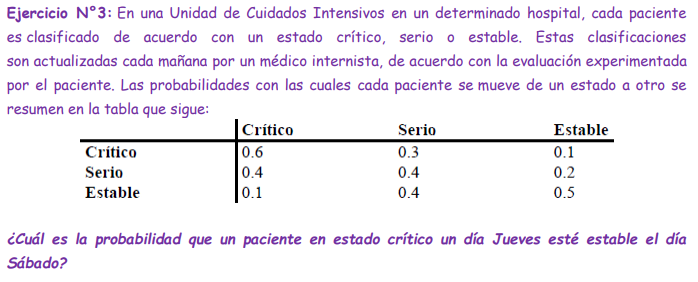 Ejercicio N°3: En una Unidad de Cuidados Intensivos en un determinado hospital, cada paciente
es clasificado de acuerdo con un estado crítico, serio o estable. Estas clasificaciones
son actualizadas cada mañana por un médico internista, de acuerdo con la evaluación experimentada
por el paciente. Las probabilidades con las cuales cada paciente se mueve de un estado a otro se
resumen en la tabla que sigue:
Crítico Serio Estable
Crítico 0.6 0.3 0.1
Serio 0.4 0.4 0.2
Estable 0.1 0.4 0.5
¿Cuál es la probabilidad que un paciente en estado crítico un día Jueves esté estable el día
Sábado?